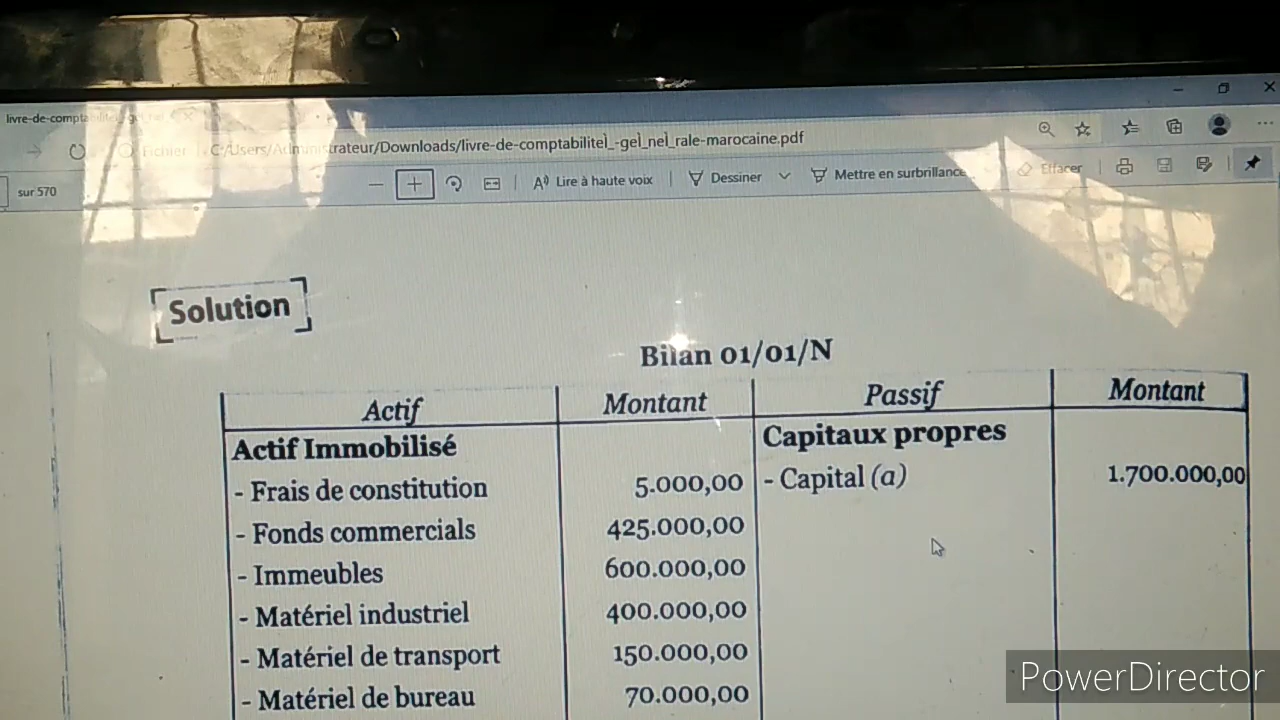 livre-de-compta
Fichier
C:/Users/Administrateur/Downloads/livre-de-comptabilitel_-gel_nel_rale-marocaine.pdf
sur 570
Lire à haute voix
Dessiner
Mettre en surbrillance
Effacer
Solution
Bilan 01/01/N
Actif Montant Passif Montant
Actif Immobilisé Capitaux propres
- Frais de constitution 5.000,00 - Capital (a) 1.700.000,00
- Fonds commercials 425.000,00
- Immeubles 600.000,00
- Matériel industriel 400.000,00
- Matériel de transport 150.000,00
- Matériel de bureau 70.000,00
PowerDirector